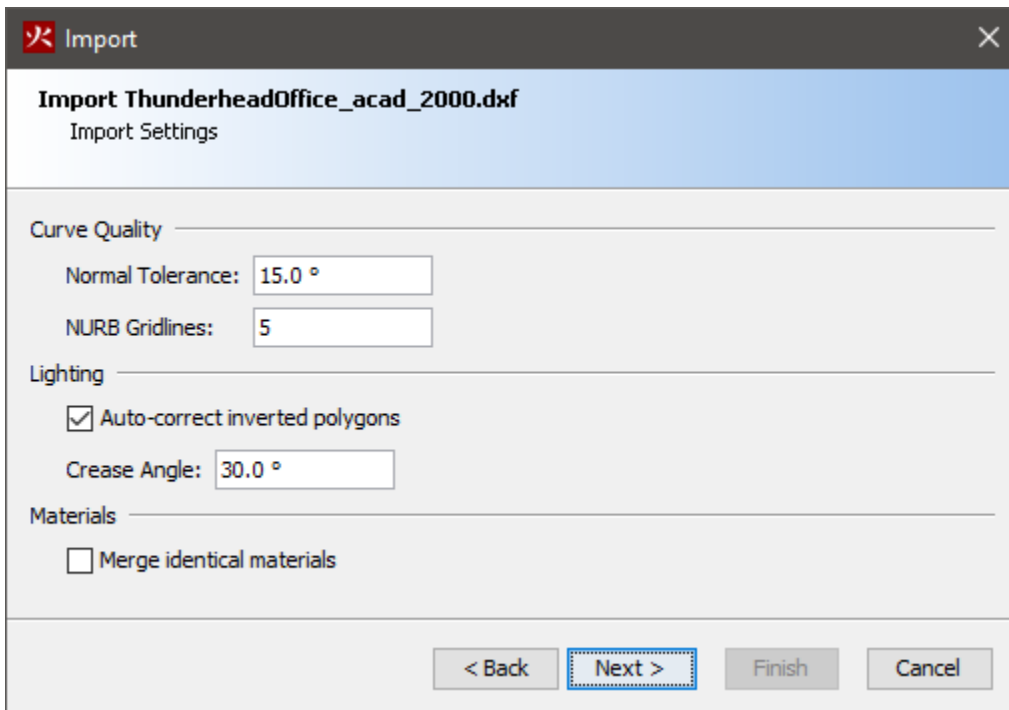 火 Import
Import ThunderheadOffice_acad_2000.dxf
Import Settings
Curve Quality
Normal Tolerance: 15.0 °
NURB Gridlines: 5
Lighting
Auto-correct inverted polygons
Crease Angle: 30.0 °
Materials
Merge identical materials
< Back Next > Finish Cancel